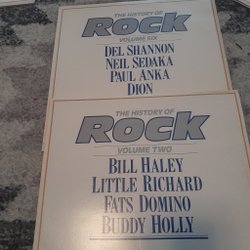 THE HISTORY OF
ROCK
VOLUME SIX
DEL SHANNON
NEIL SEDAKA
PAUL ANKA
DION
THE HISTORY OF
ROCK
VOLUME TWO
BILL HALEY
LITTLE RICHARD
FATS DOMINO
BUDDY HOLLY